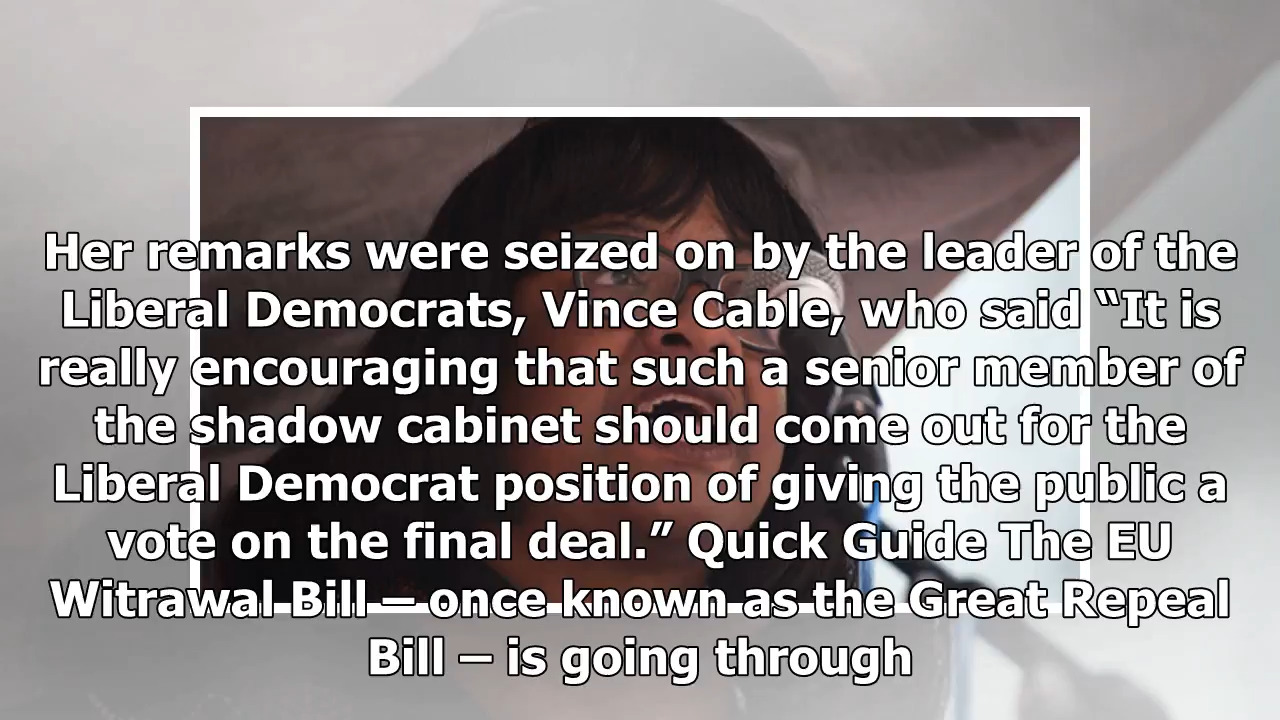 Her remarks were seized on by the leader of the
Liberal Democrats, Vince Cable, who said “It is
really encouraging that such a senior member of
the shadow cabinet should come out for the
Liberal Democrat position of giving the public a
vote on the final deal.” Quick Guide The EU
Witrawal Bill — once known as the Great Repeal
Bill — is going through